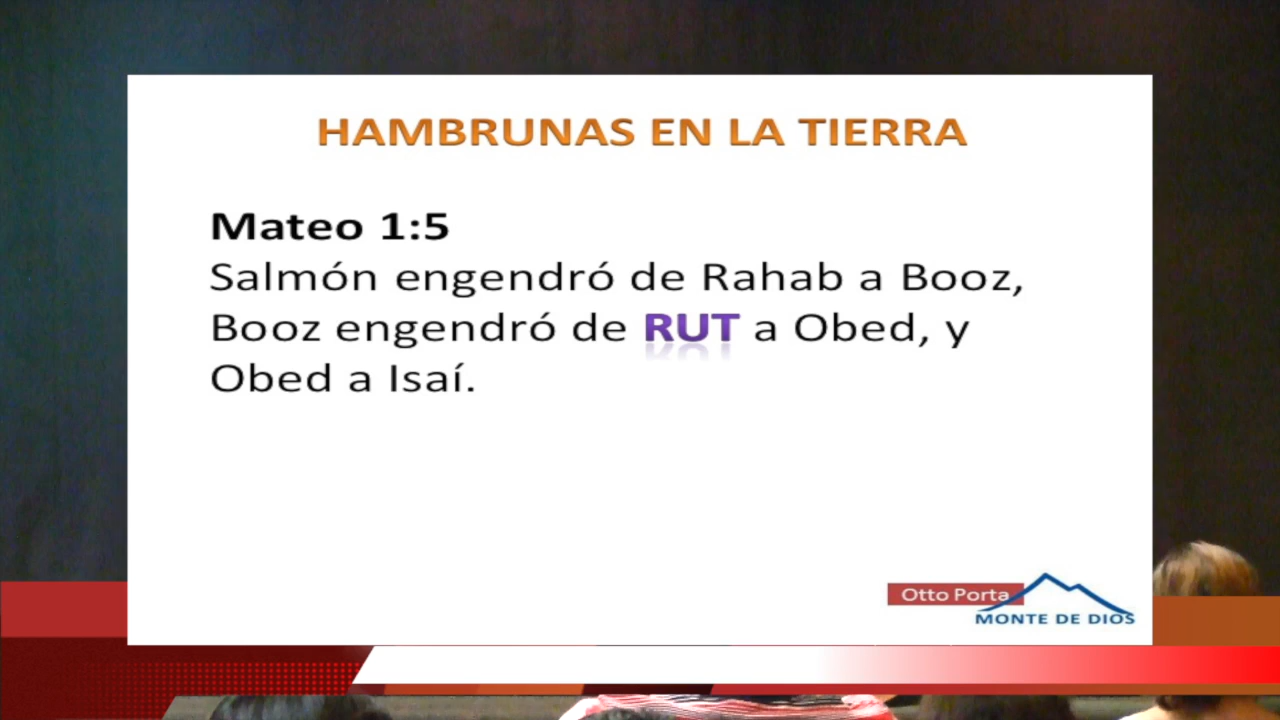 HAMBRUNAS EN LA TIERRA
Mateo 1:5
Salmón engendró de Rahab a Booz,
Booz engendró de RUT a Obed, y
Obed a Isaí.
Otto Porta
MONTE DE DIOS